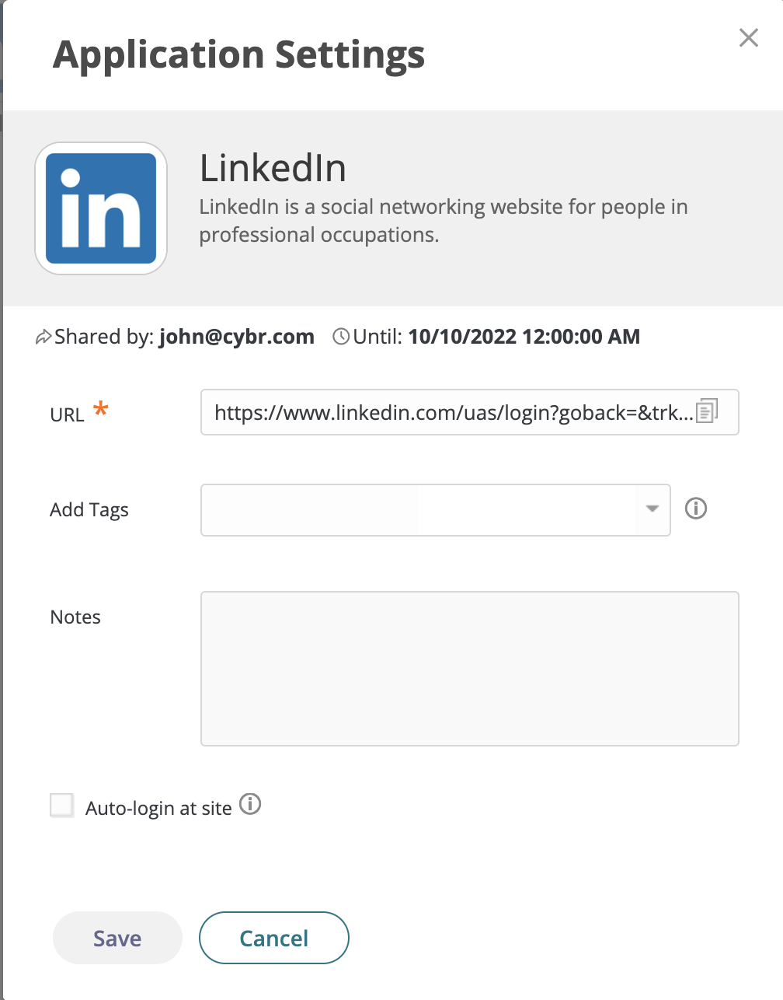 Application Settings
in
LinkedIn
LinkedIn is a social networking website for people in
professional occupations.
Shared by: john@cybr.com Until: 10/10/2022 12:00:00 AM
URL *
https://www.linkedin.com/uas/login?goback=&trk...
Add Tags
Notes
Auto-login at site
Save Cancel